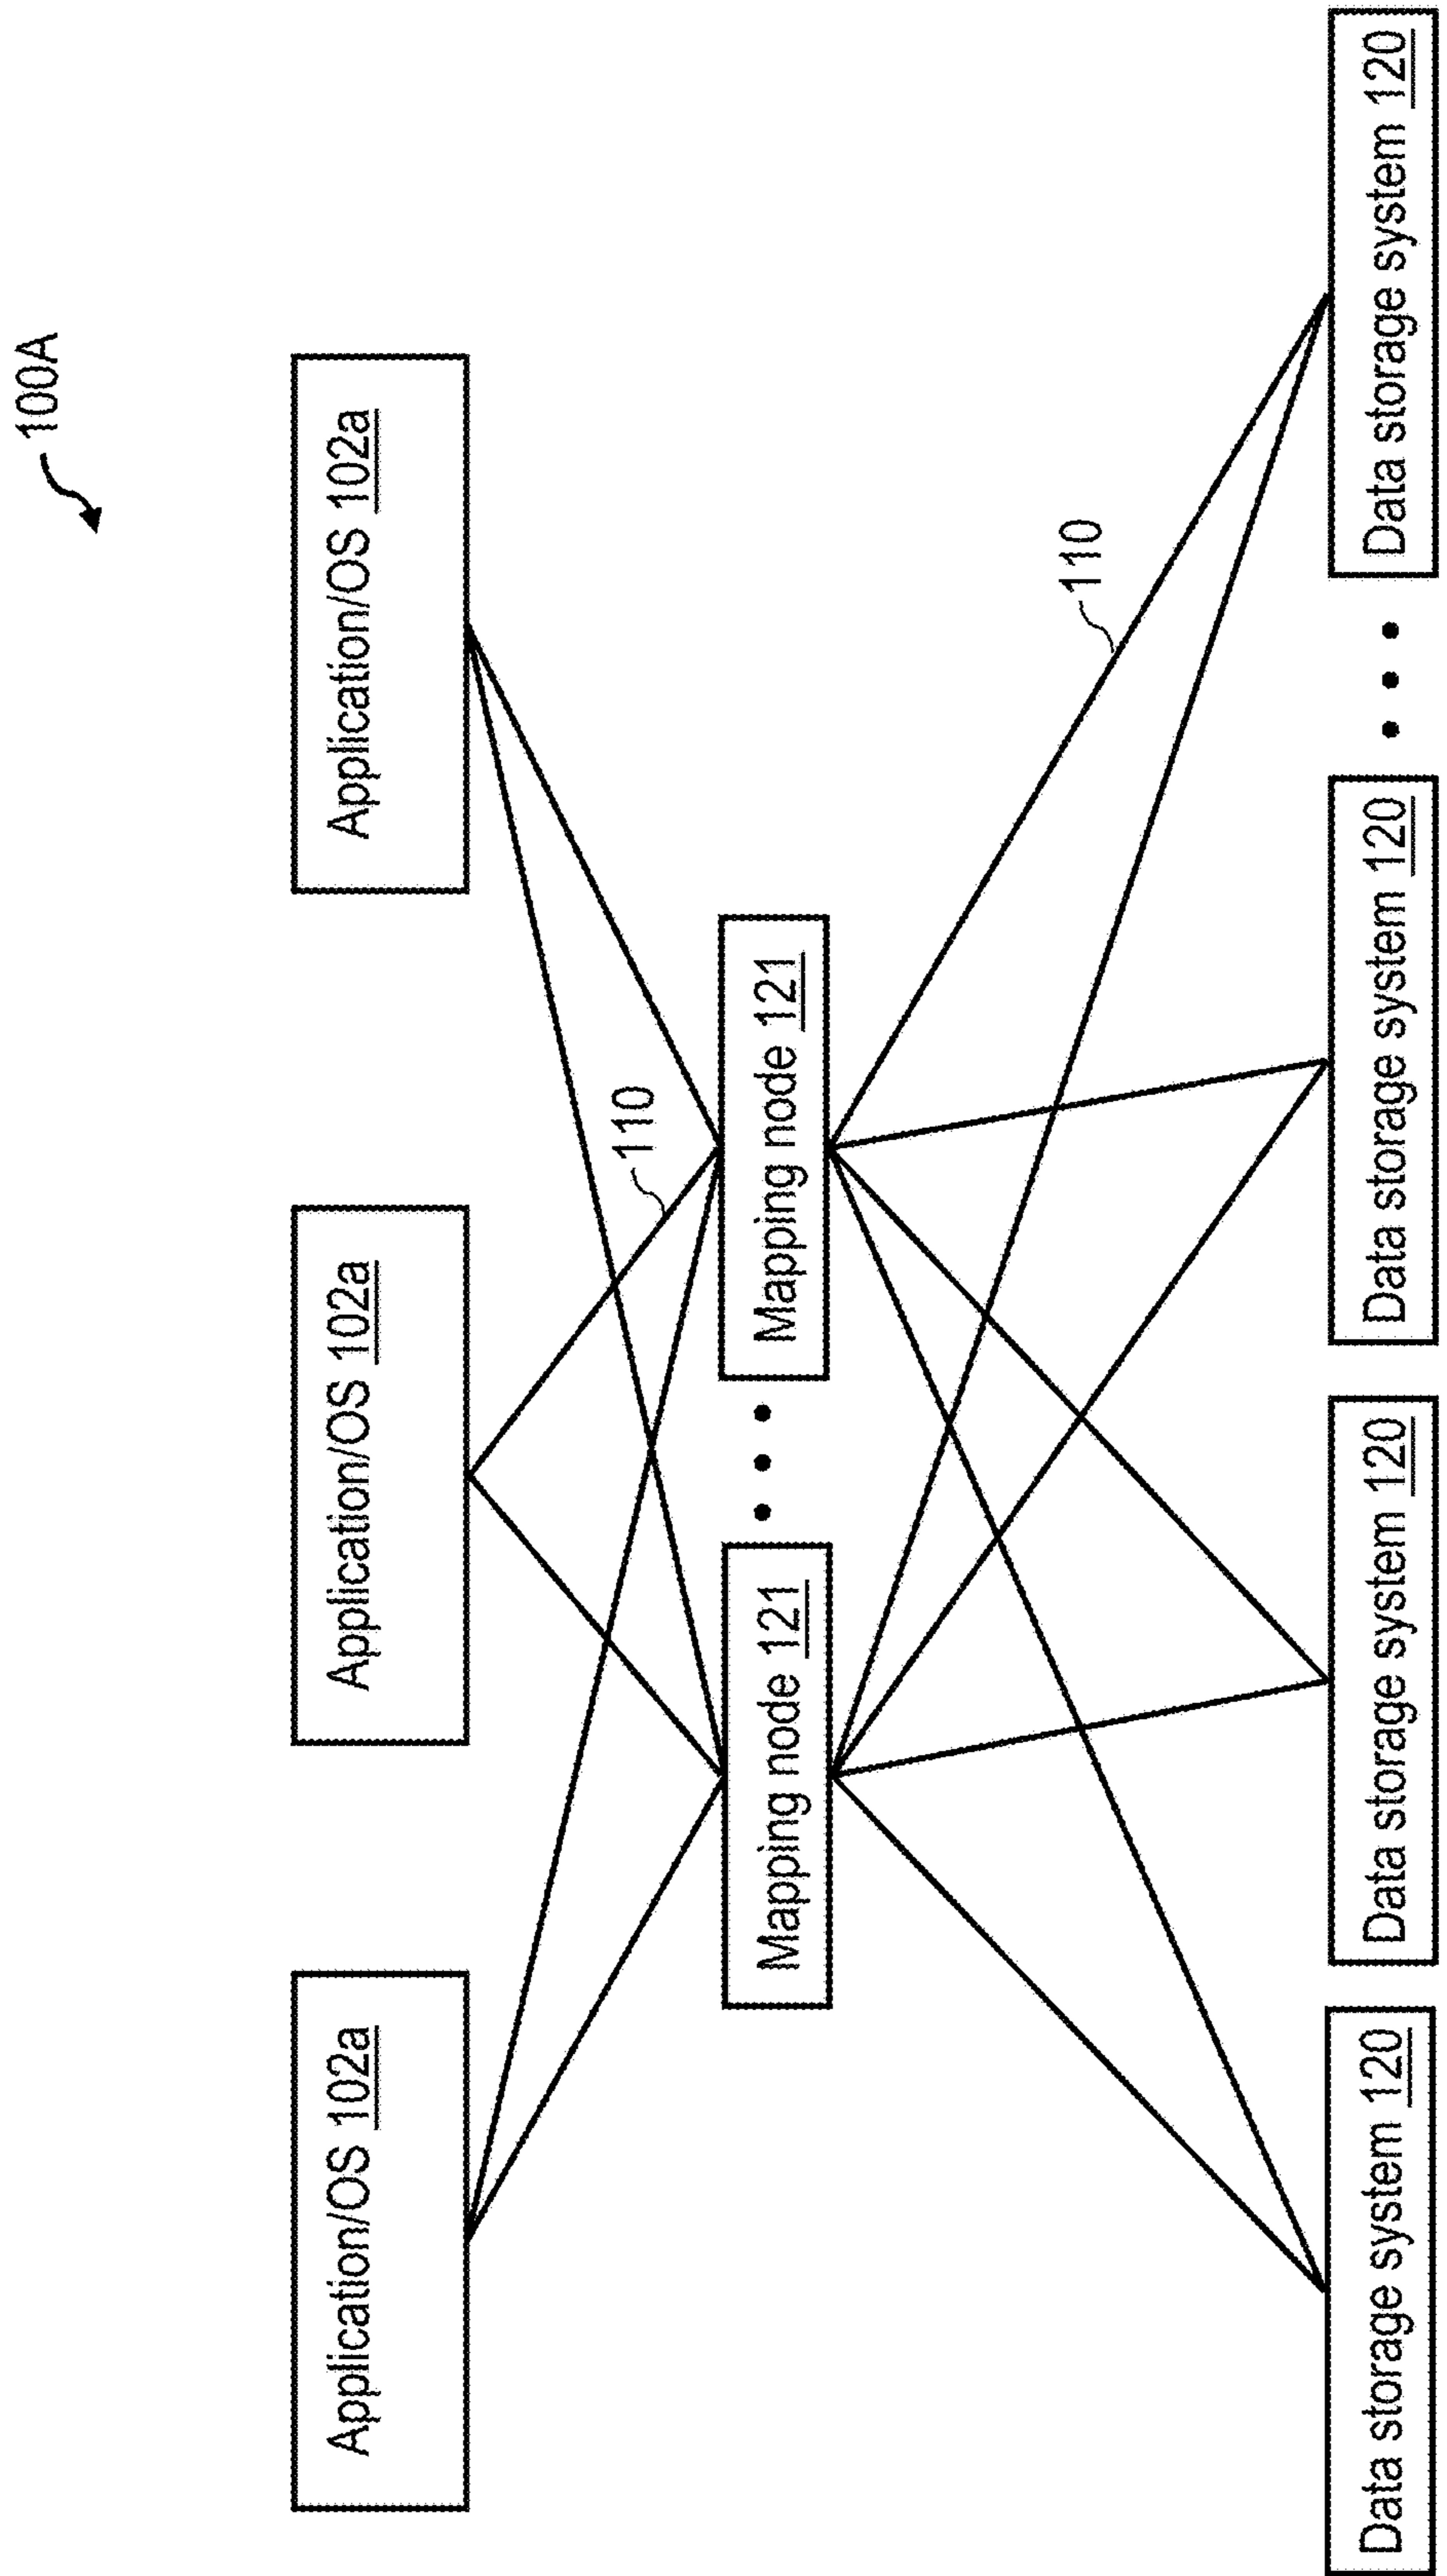 100A
Application/OS 102a
Application/OS 102a
Application/OS 102a
110
Mapping node 121
Mapping node 121
110
Data storage system 120
Data storage system 120
Data storage system 120
Data storage system 120